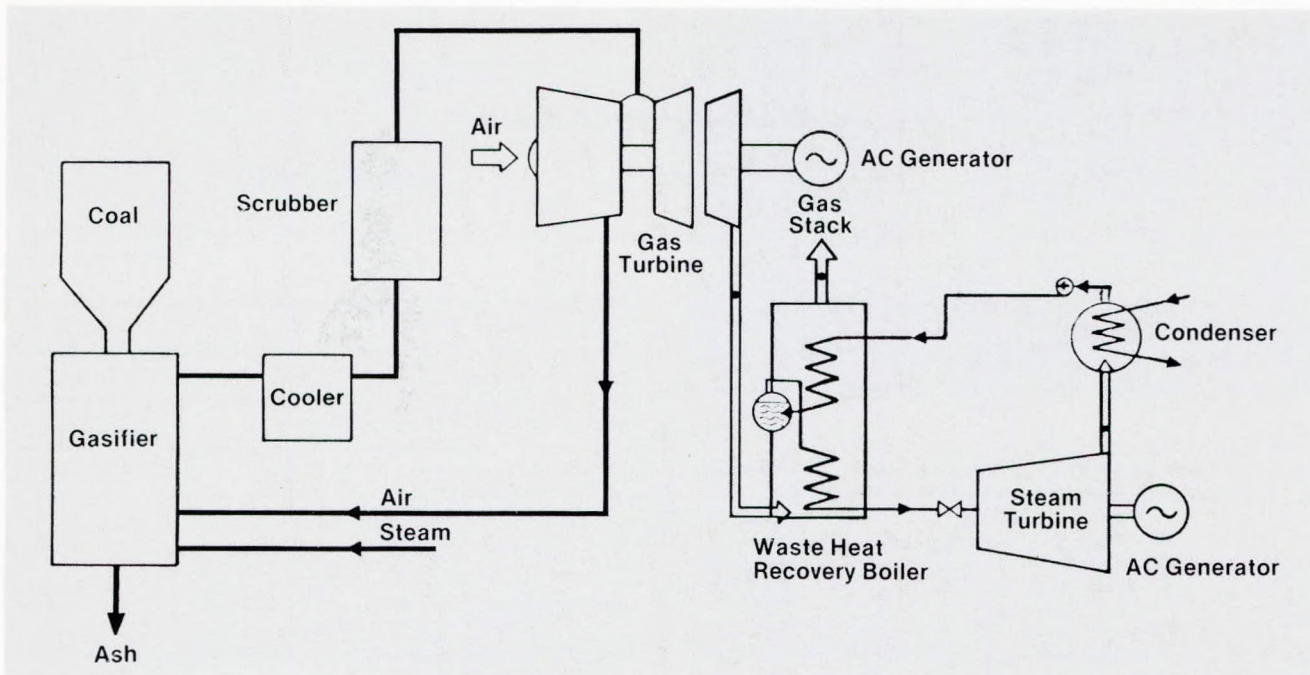 Coal
Scrubber
Air
AC Generator
Gas
Stack
Gas
Turbine
Condenser
Cooler
Gasifier
Air
Steam
Steam
Turbine
Waste Heat
Recovery Boiler
AC Generator
Ash